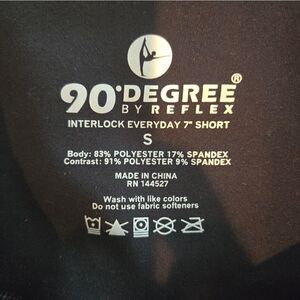 90°DEGREE®
BY REFLEX
INTERLOCK EVERYDAY 7" SHORT
S
Body: 83% POLYESTER 17% SPANDEX
Contrast: 91% POLYESTER 9% SPANDEX
MADE IN CHINA
RN 144527
Wash with like colors
Do not use fabric softeners